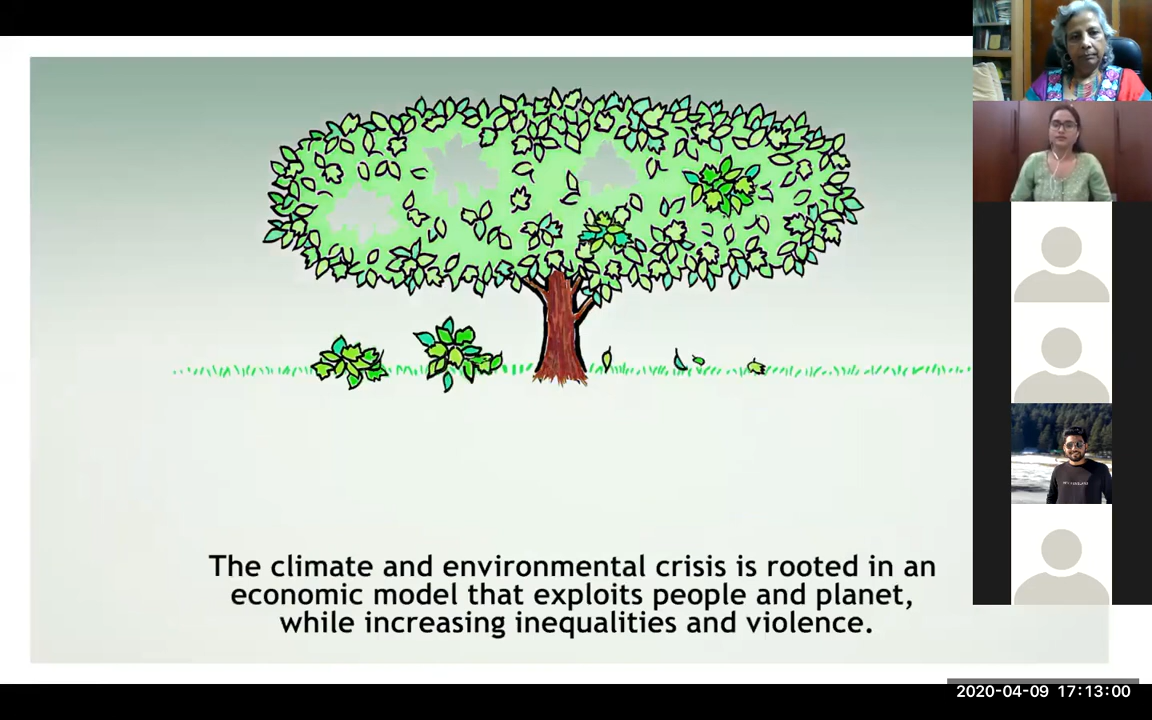 The climate and environmental crisis is rooted in an
economic model that exploits people and planet,
while increasing inequalities and violence.
2020-04-09 17:13:00